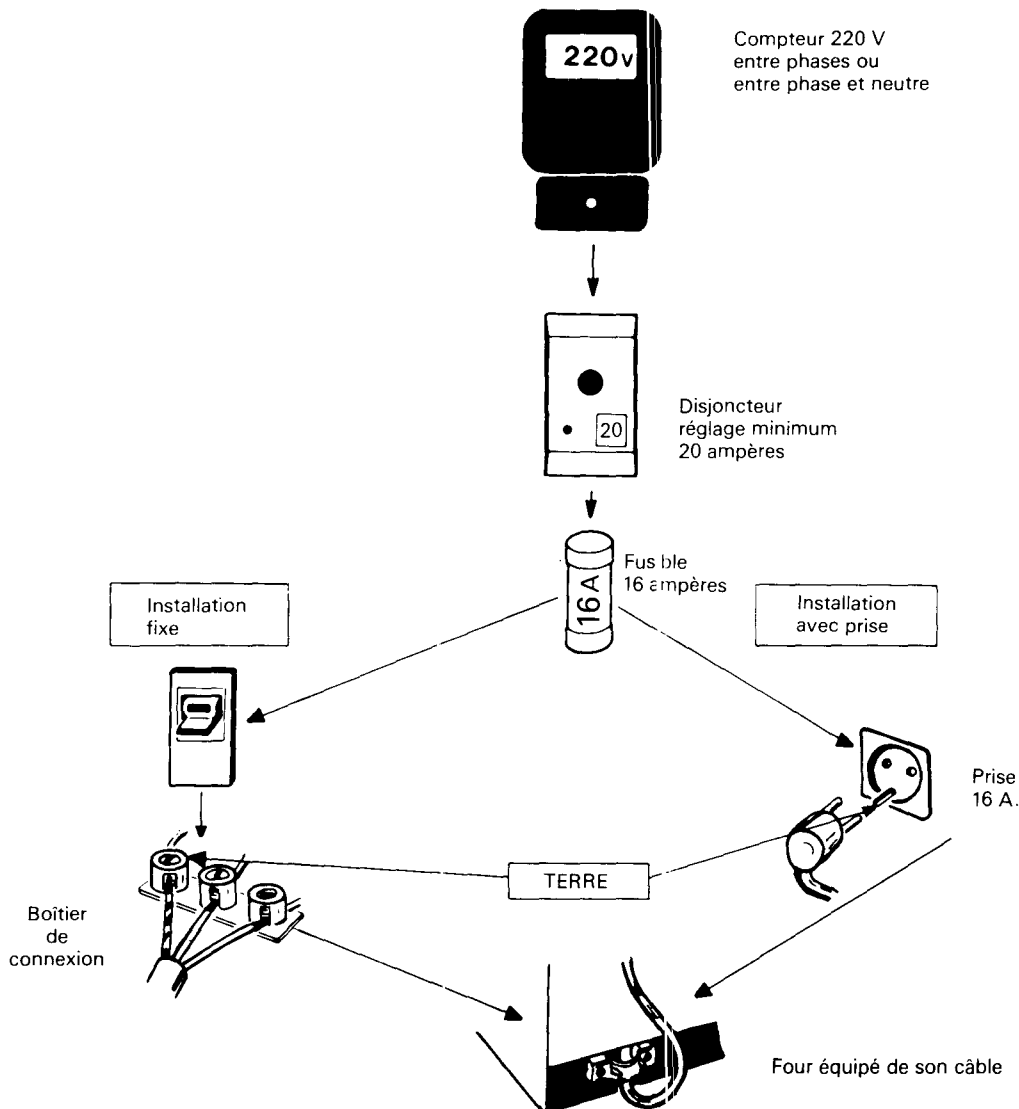 220v
Compteur 220 V
entre phases ou
entre phase et neutre
20
Disjoncteur
réglage minimum
20 ampères
16 A
Fusible
16 ampères
Installation
fixe
Installation
avec prise
Prise
16 A.
TERRE
Boîtier
de
connexion
Four équipé de son câble